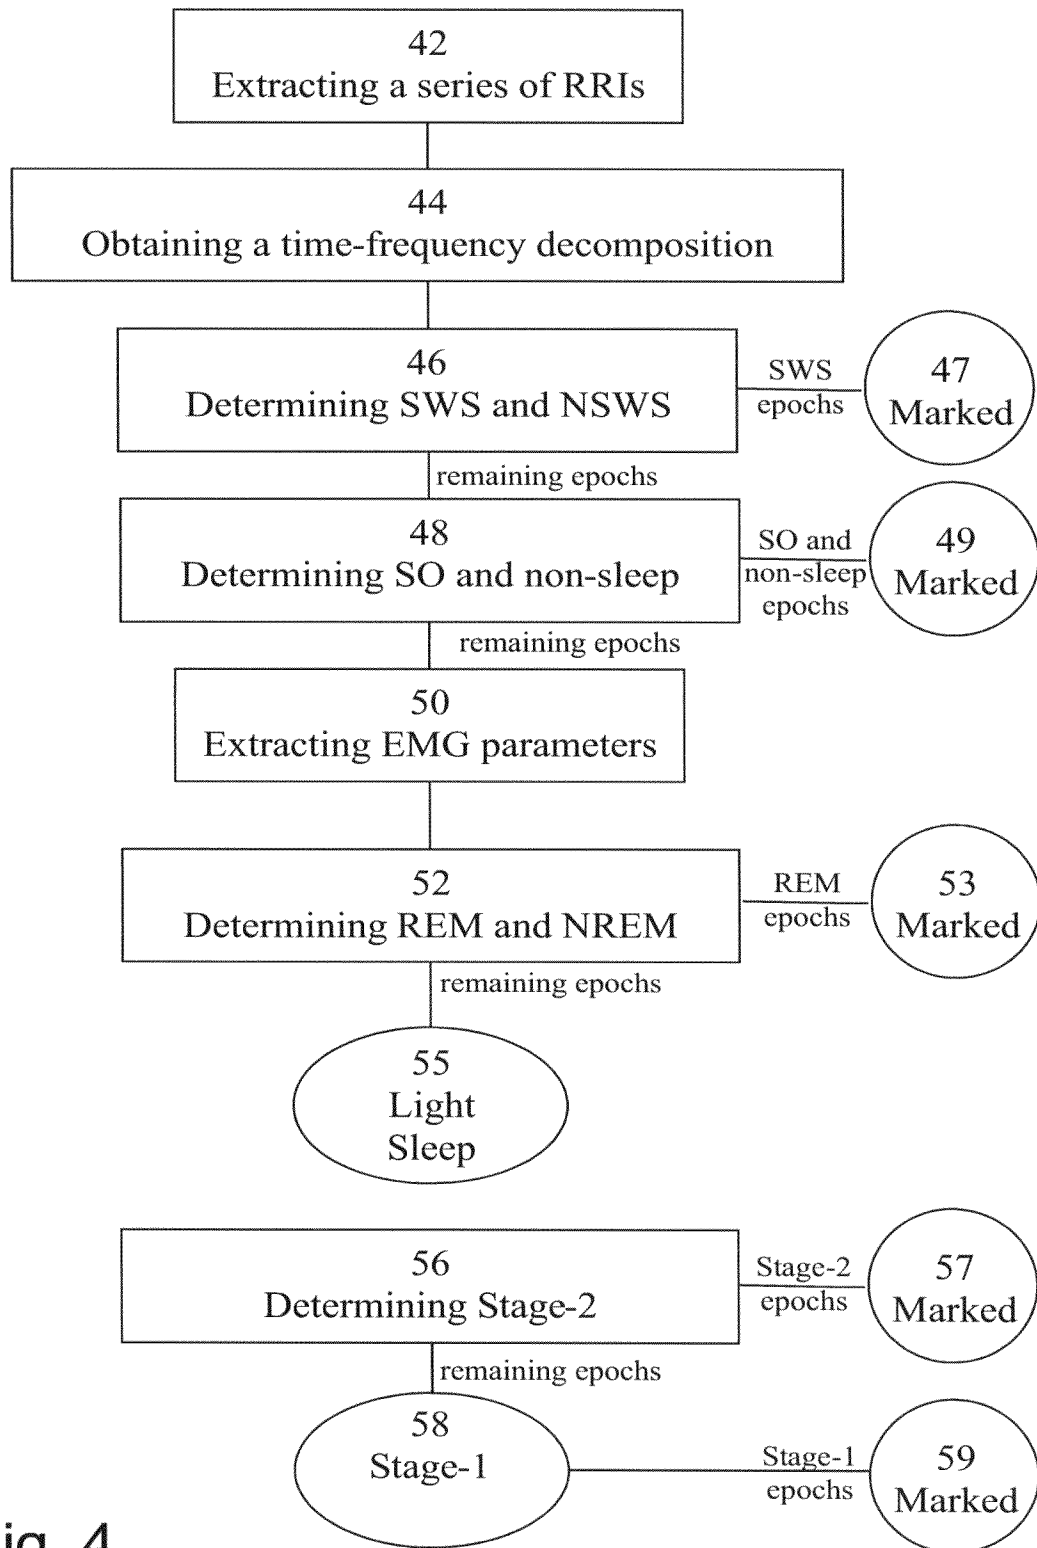 42
Extracting a series of RRIs
44
Obtaining a time-frequency decomposition
46
Determining SWS and NSWS
SWS
epochs
47
Marked
remaining epochs
48
Determining SO and non-sleep
SO and
non-sleep
epochs
49
Marked
remaining epochs
50
Extracting EMG parameters
52
Determining REM and NREM
REM
epochs
53
Marked
remaining epochs
55
Light
Sleep
56
Determining Stage-2
Stage-2
epochs
57
Marked
remaining epochs
58
Stage-1
Stage-1
epochs
59
Marked
ig. 4